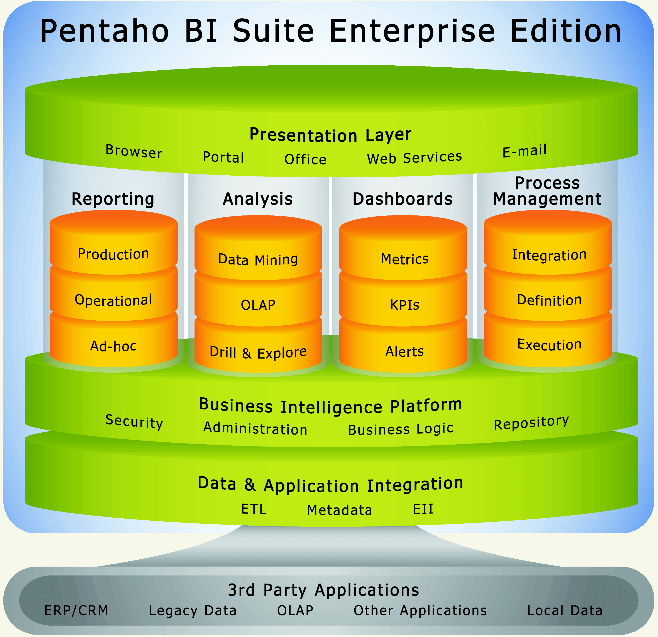 Pentaho BI Suite Enterprise Edition
Presentation Layer
Browser Portal Office Web Services E-mail
Reporting Analysis Dashboards Process Management
Production Data Mining Metrics Integration
Operational OLAP KPIs Definition
Ad-hoc Drill & Explore Alerts Execution
Business Intelligence Platform
Security Administration Business Logic Repository
Data & Application Integration
ETL Metadata EII
3rd Party Applications
ERP/CRM Legacy Data OLAP Other Applications Local Data